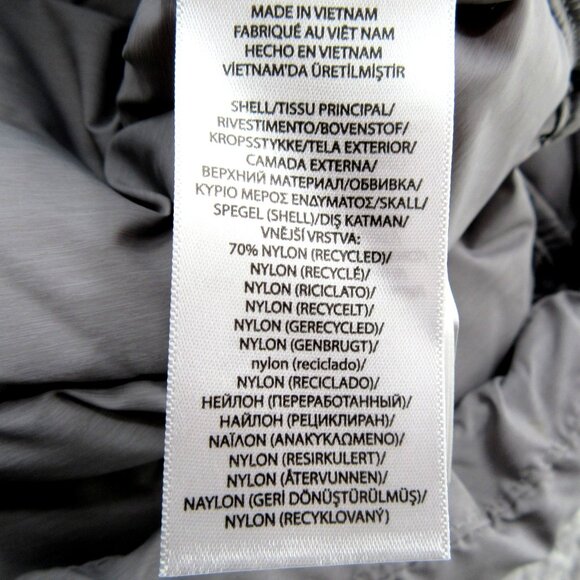 MADE IN VIETNAM
FABRIQUÉ AU VIÊT NAM
HECHO EN VIETNAM
VİETNAM'DA ÜRETİLMİŞTİR
SHELL/TISSU PRINCIPAL/
RIVESTIMENTO/BOVENSTOF/
KROPSSTYKKE/TELA EXTERIOR/
CAMADA EXTERNA/
ВЕРХНИЙ МАТЕРИАЛ/ОБВИВКА/
ΚΥΡΙΟ ΜΕΡΟΣ ΕΝΔΥΜΑΤΟΣ/SKALL/
SPEGEL (SHELL)/DIŞ KATMAN/
VNĚJŠÍ VRSTVA:
70% NYLON (RECYCLED)/
NYLON (RECYCLÉ)/
NYLON (RICICLATO)/
NYLON (RECYCELT)/
NYLON (GERECYCLED)/
NYLON (GENBRUGT)/
nylon (reciclado)/
NYLON (RECICLADO)/
НЕЙЛОН (ПЕРЕРАБОТАННЫЙ)/
НАЙЛОН (РЕЦИКЛИРАН)/
ΝΑΪΛΟΝ (ΑΝΑΚΥΚΛΩΜΕΝΟ)/
NYLON (RESIRKULERT)/
NYLON (ÅTERVUNNEN)/
NAYLON (GERİ DÖNÜŞTÜRÜLMÜŞ)/
NYLON (RECYKLOVANÝ)